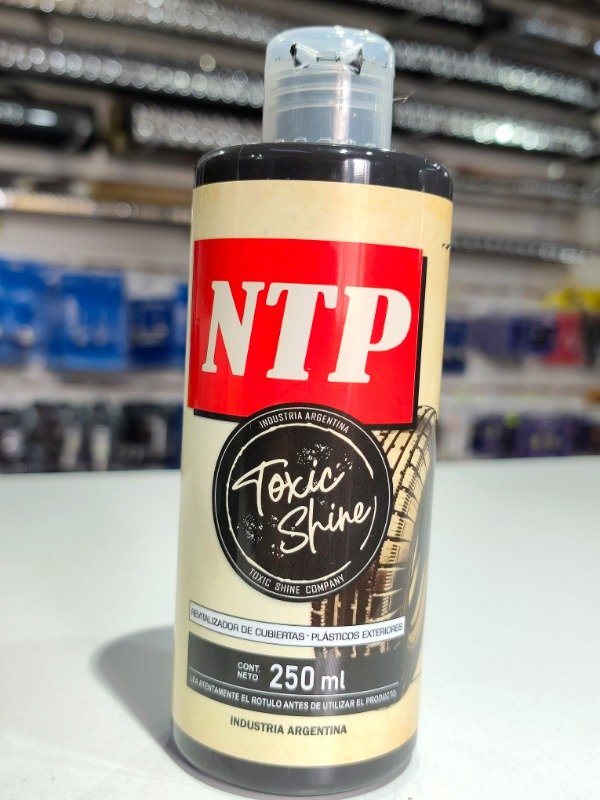 NTP
INDUSTRIA ARGENTINA
Toxic
Shine
TOXIC SHINE COMPANY
REVITALIZADOR DE CUBIERTAS - PLÁSTICOS EXTERIORES
CONT.
NETO 250 ml
LEA ATENTAMENTE EL ROTULO ANTES DE UTILIZAR EL PRODUCTO.
INDUSTRIA ARGENTINA